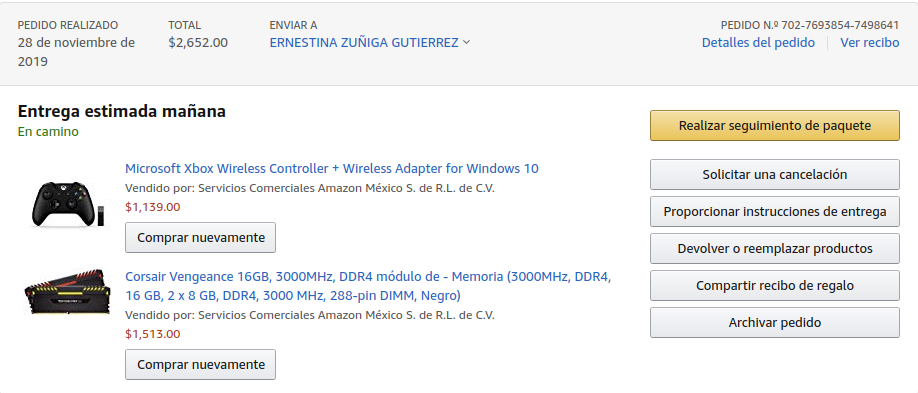 PEDIDO REALIZADO
28 de noviembre de
2019
TOTAL
$2,652.00
ENVIAR A
ERNESTINA ZUÑIGA GUTIERREZ
PEDIDO N.º 702-7693854-7498641
Detalles del pedido
Ver recibo
Entrega estimada mañana
En camino
Microsoft Xbox Wireless Controller + Wireless Adapter for Windows 10
Vendido por: Servicios Comerciales Amazon México S. de R.L. de C.V.
$1,139.00
Comprar nuevamente
Corsair Vengeance 16GB, 3000MHz, DDR4 módulo de - Memoria (3000MHz, DDR4,
16 GB, 2 x 8 GB, DDR4, 3000 MHz, 288-pin DIMM, Negro)
Vendido por: Servicios Comerciales Amazon México S. de R.L. de C.V.
$1,513.00
Comprar nuevamente
Realizar seguimiento de paquete
Solicitar una cancelación
Proporcionar instrucciones de entrega
Devolver o reemplazar productos
Compartir recibo de regalo
Archivar pedido